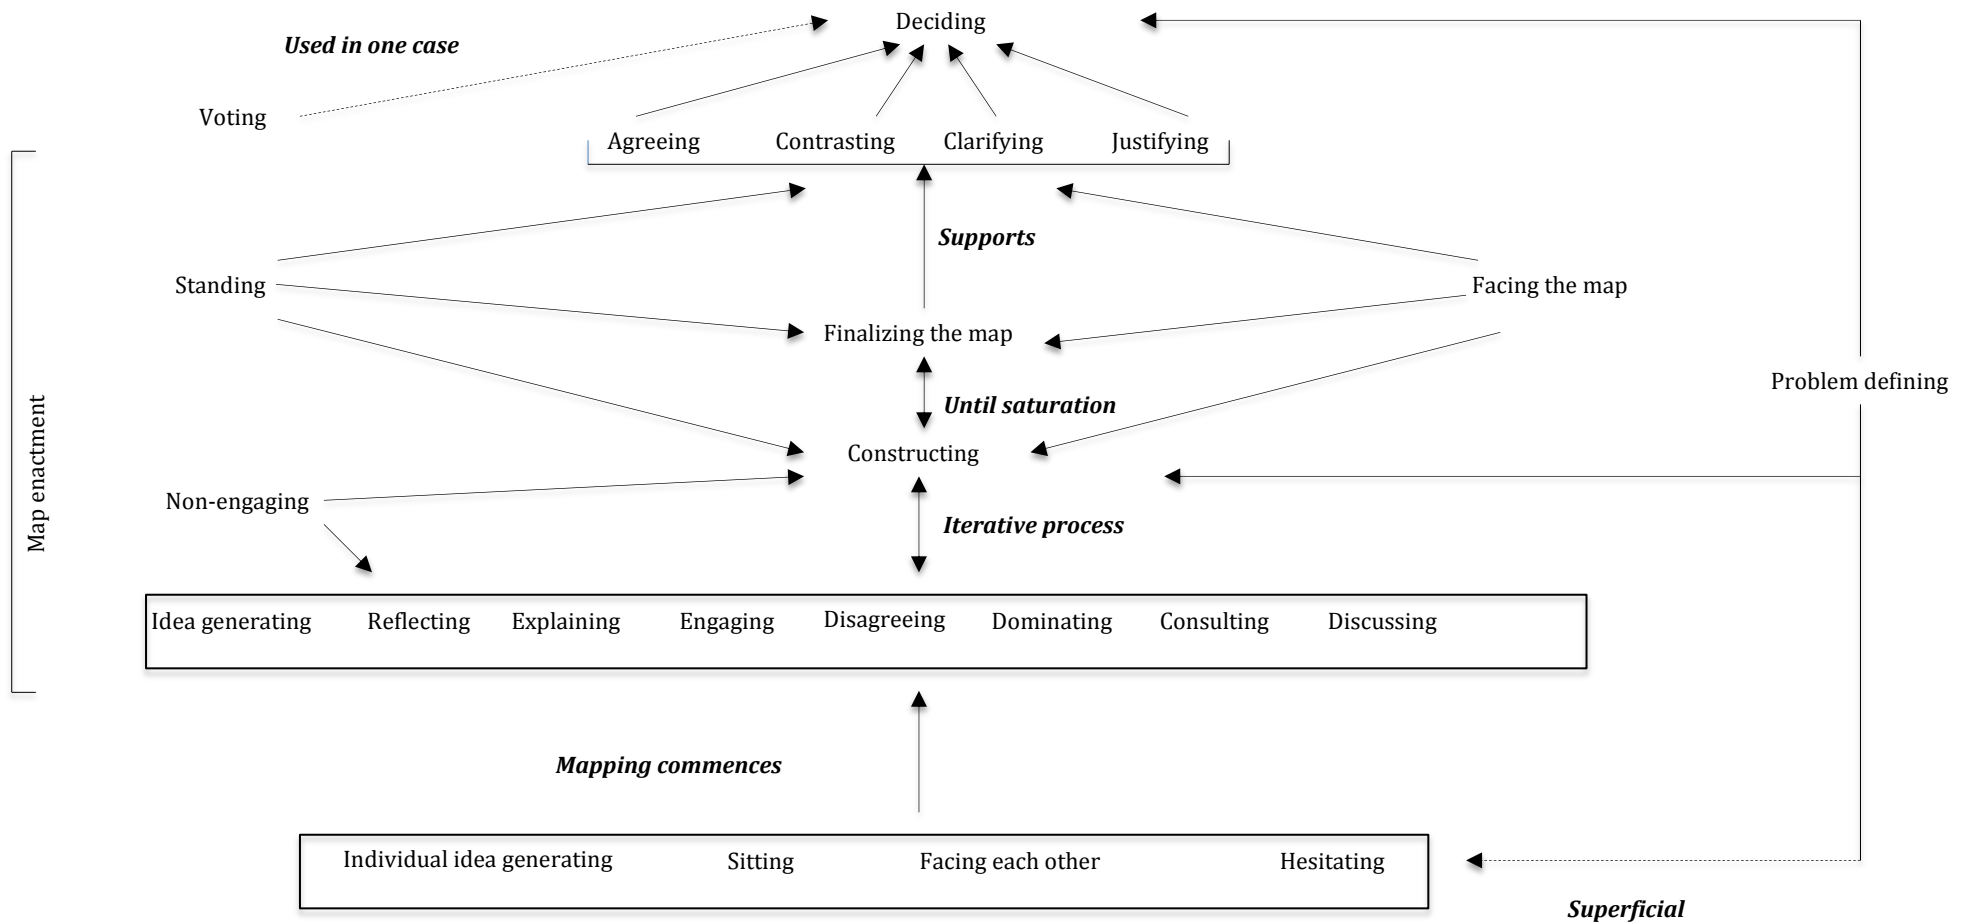 Deciding
Used in one case
Voting
Agreeing Contrasting Clarifying Justifying
Supports
Standing
Facing the map
Finalizing the map
Problem defining
Until saturation
Constructing
Map enactment
Non-engaging
Iterative process
Idea generating Reflecting Explaining Engaging Disagreeing Dominating Consulting Discussing
Mapping commences
Individual idea generating Sitting Facing each other Hesitating
Superficial